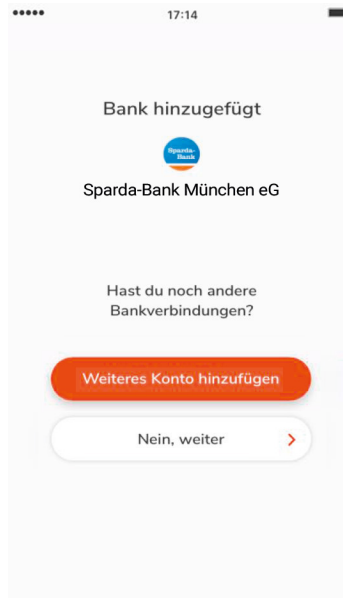 17:14
Bank hinzugefügt
Sparda-
Bank
Sparda-Bank München eG
Hast du noch andere
Bankverbindungen?
Weiteres Konto hinzufügen
Nein, weiter